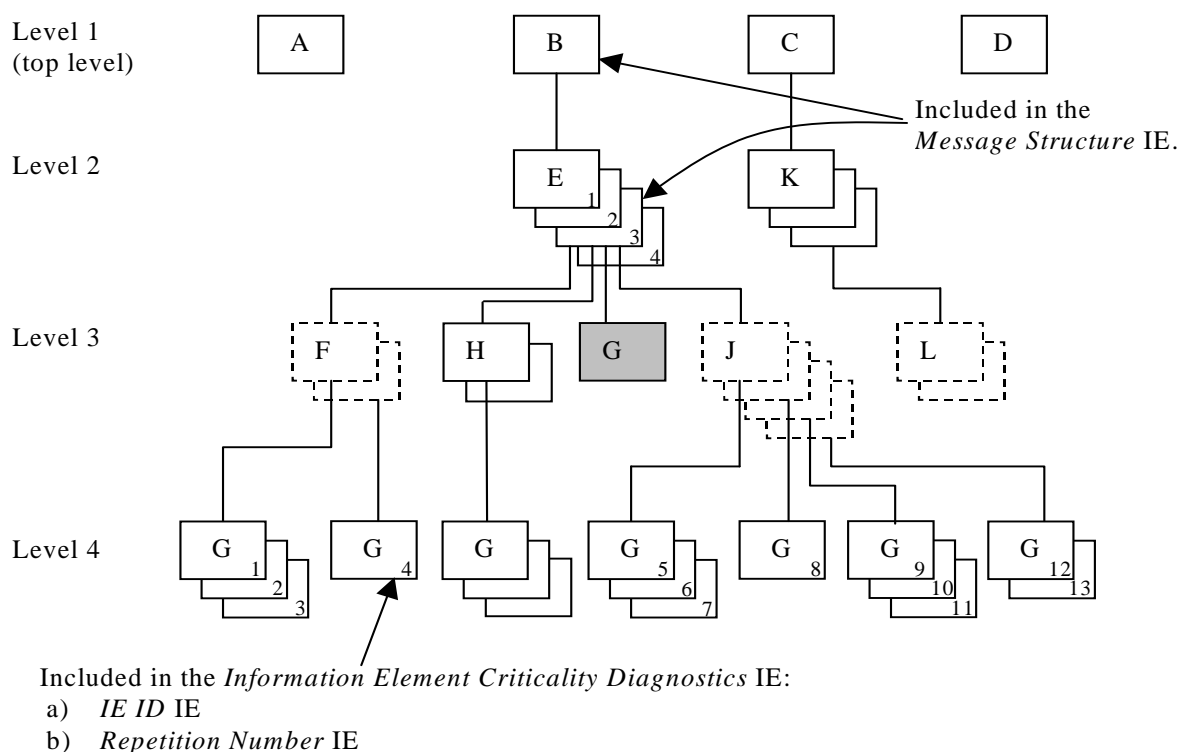 Level 1
(top level)
A
B
C
D
Included in the
Message Structure IE.
Level 2
E
1
2
3
4
K
Level 3
F
H
G
J
L
Level 4
G
1
2
3
G
4
G
G
5
6
7
G
8
G
9
10
11
G
12
13
Included in the Information Element Criticality Diagnostics IE:
a) IE ID IE
b) Repetition Number IE